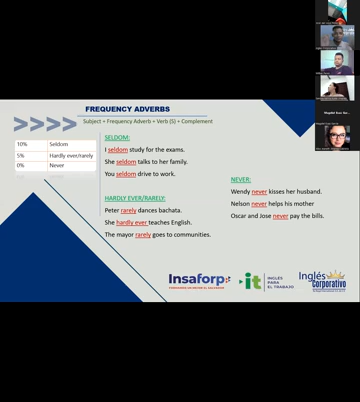 FREQUENCY ADVERBS
Subject + Frequency Adverb + Verb (S) + Complement
10% Seldom
5% Hardly ever/rarely
0% Never
SELDOM:
I seldom study for the exams.
She seldom talks to her family.
You seldom drive to work.
HARDLY EVER/RARELY:
Peter rarely dances bachata.
She hardly ever teaches English.
The mayor rarely goes to communities.
NEVER:
Wendy never kisses her husband.
Nelson never helps his mother
Oscar and Jose never pay the bills.
Insaforp
it
INGLÉS
PARA
EL TRABAJO
Inglés
Corporativo